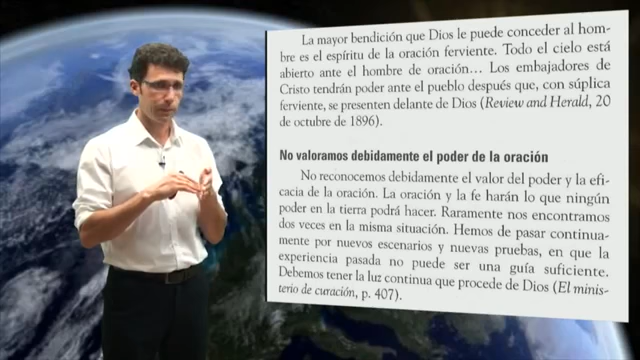 La mayor bendición que Dios le puede conceder al hom-
bre es el espíritu de la oración ferviente. Todo el cielo está
abierto ante el hombre de oración… Los embajadores de
Cristo tendrán poder ante el pueblo después que, con súplica
ferviente, se presenten delante de Dios (Review and Herald, 20
de octubre de 1896).
No valoramos debidamente el poder de la oración
No reconocemos debidamente el valor del poder y la efi-
cacia de la oración. La oración y la fe harán lo que ningún
poder en la tierra podrá hacer. Raramente nos encontramos
dos veces en la misma situación. Hemos de pasar continua-
mente por nuevos escenarios y nuevas pruebas, en que la
experiencia pasada no puede ser una guía suficiente.
Debemos tener la luz continua que procede de Dios (El minis-
terio de curación, p. 407).